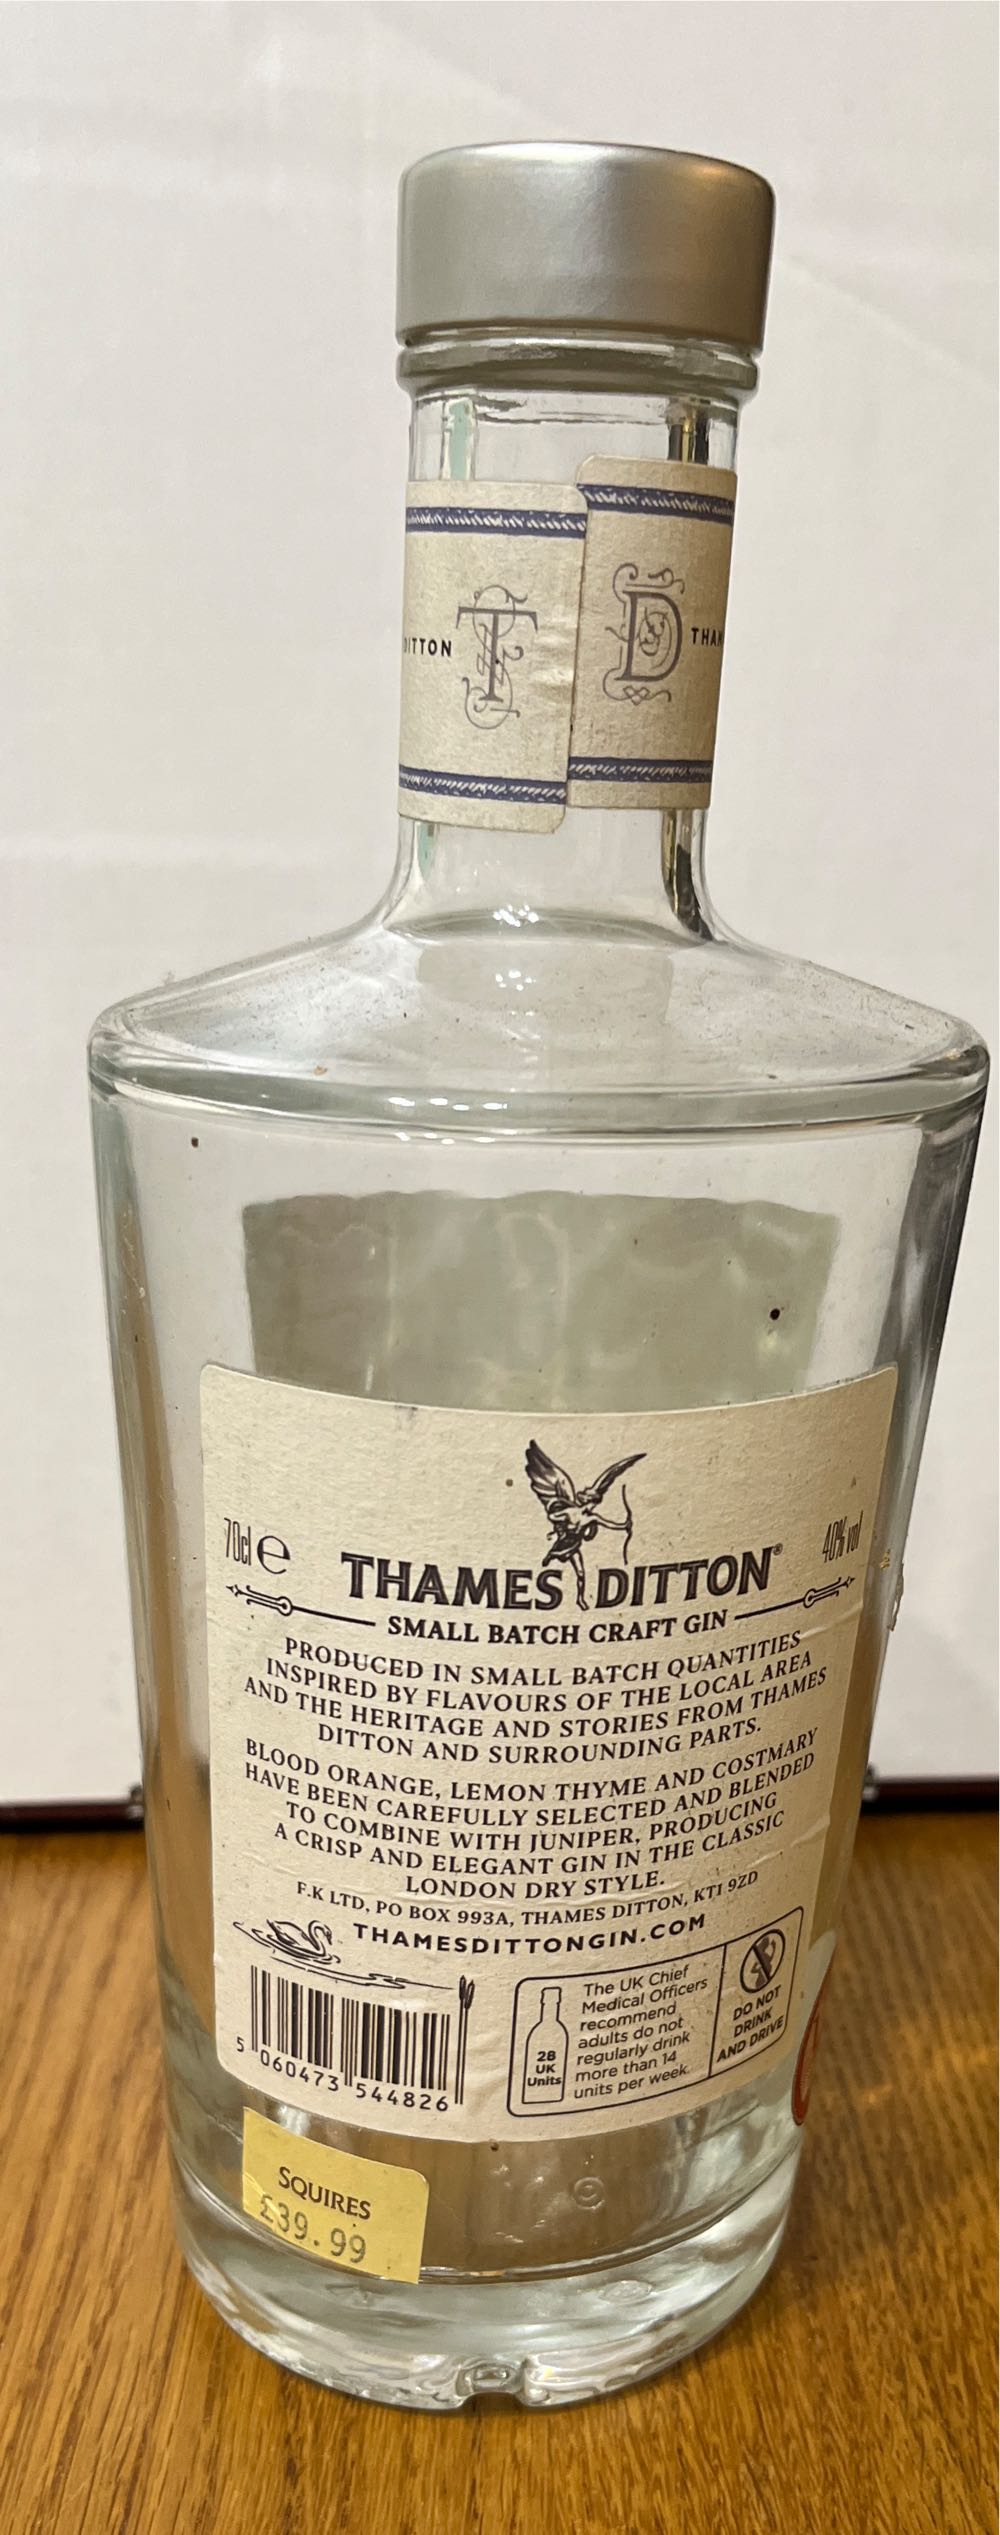 DITTON T D THAM
70cl e
40% vol
THAMES DITTON®
SMALL BATCH CRAFT GIN
PRODUCED IN SMALL BATCH QUANTITIES
INSPIRED BY FLAVOURS OF THE LOCAL AREA
AND THE HERITAGE AND STORIES FROM THAMES
DITTON AND SURROUNDING PARTS.
BLOOD ORANGE, LEMON THYME AND COSTMARY
HAVE BEEN CAREFULLY SELECTED AND BLENDED
TO COMBINE WITH JUNIPER, PRODUCING
A CRISP AND ELEGANT GIN IN THE CLASSIC
LONDON DRY STYLE.
F.K LTD, PO BOX 993A, THAMES DITTON, KT1 9ZD
THAMESDITTONGIN.COM
5 060473 544826
28
UK
Units
The UK Chief
Medical Officers
recommend
adults do not
regularly drink
more than 14
units per week.
DO NOT
DRINK
AND DRIVE
SQUIRES
£39.99